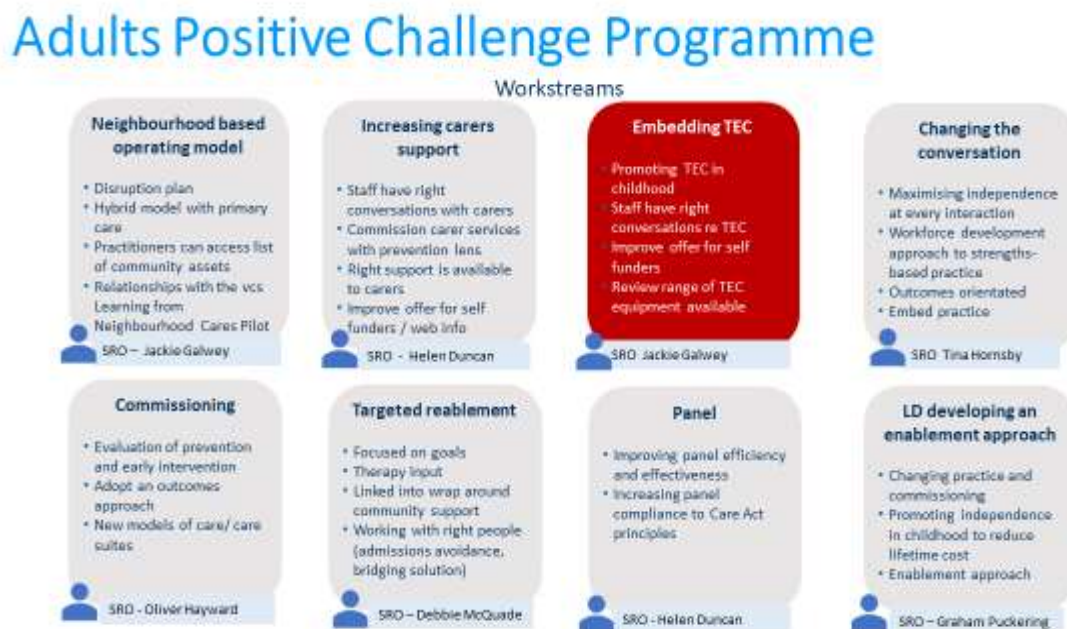 Adults Positive Challenge Programme
Workstreams
Neighbourhood based
operating model
• Disruption plan
• Hybrid model with primary
care
• Practitioners can access list
of community assets
• Relationships with the vcs
Learning from
Neighbourhood Cares Pilot
SRO – Jackie Galwey
Increasing carers
support
• Staff have right
conversations with carers
• Commission carer services
with prevention lens
• Right support is available
to carers
• Improve offer for self
funders / web info
SRO - Helen Duncan
Embedding TEC
• Promoting TEC in
childhood
• Staff have right
conversations re TEC
• Improve offer for self
funders
• Review range of TEC
equipment available
SRO Jackie Galwey
Changing the
conversation
• Maximising independence
at every interaction
• Workforce development
approach to strengths-
based practice
• Outcomes orientated
• Embed practice
SRO Tina Hornsby
Commissioning
• Evaluation of prevention
and early intervention
• Adopt an outcomes
approach
• New models of care/ care
suites
SRO - Oliver Hayward
Targeted reablement
• Focused on goals
• Therapy input
• Linked into wrap around
community support
• Working with right people
(admissions avoidance,
bridging solution)
SRO – Debbie McQuade
Panel
• Improving panel efficiency
and effectiveness
• Increasing panel
compliance to Care Act
principles
SRO - Helen Duncan
LD developing an
enablement approach
• Changing practice and
commissioning
• Promoting independence
in childhood to reduce
lifetime cost
• Enablement approach
SRO – Graham Puckering